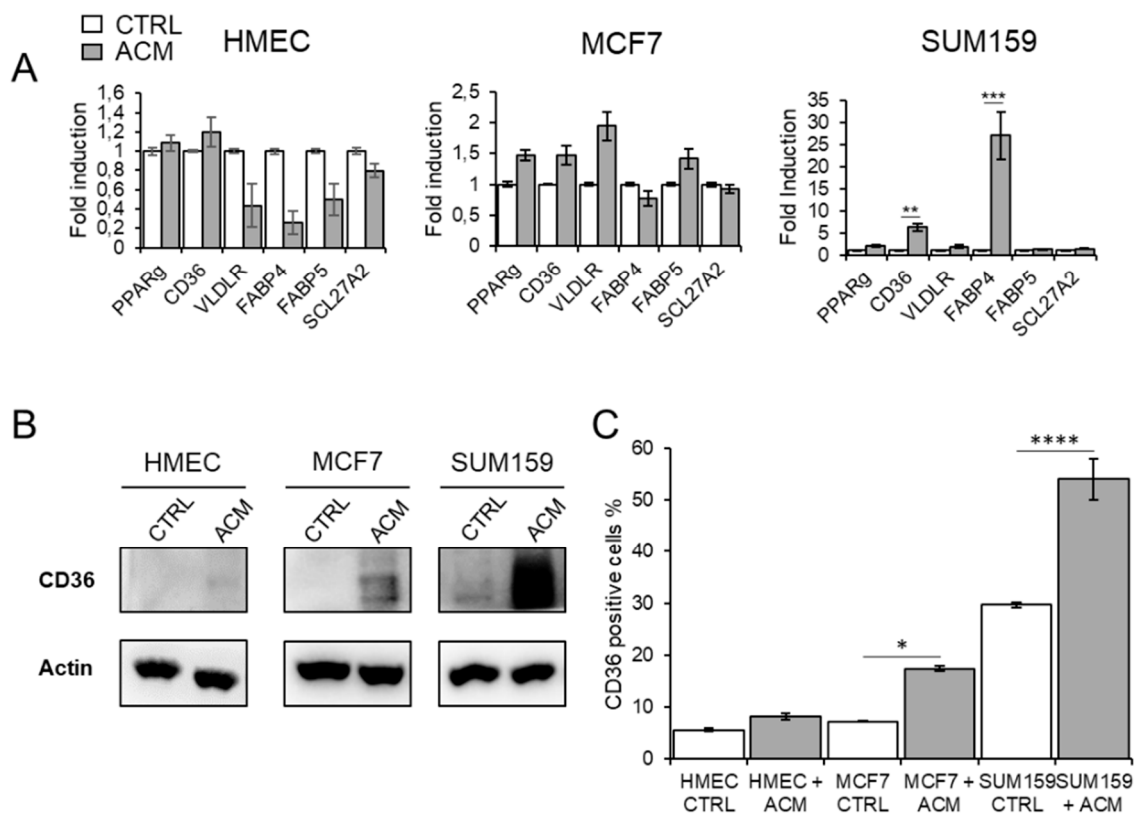 CTRL
ACM
A
HMEC
Fold induction
1,6
1,4
1,2
1
0,8
0,6
0,4
0,2
0
PPARg
CD36
VLDLR
FABP4
FABP5
SCL27A2
MCF7
Fold induction
2,5
2
1,5
1
0,5
0
PPARg
CD36
VLDLR
FABP4
FABP5
SCL27A2
SUM159
Fold Induction
35
30
25
20
15
10
5
0
**
***
PPARg
CD36
VLDLR
FABP4
FABP5
SCL27A2
B
HMEC
MCF7
SUM159
CTRL
ACM
CTRL
ACM
CTRL
ACM
CD36
Actin
C
CD36 positive cells %
60
50
40
30
20
10
0
*
****
HMEC
CTRL
HMEC +
ACM
MCF7
CTRL
MCF7 +
ACM
SUM159
CTRL
SUM159
+ ACM